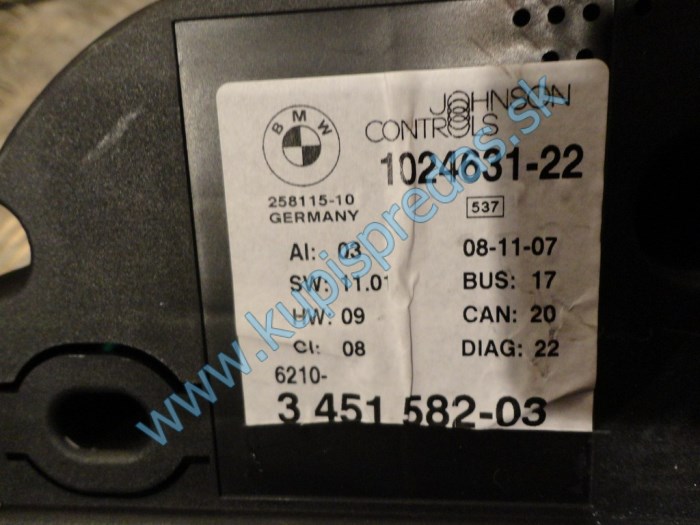 BMW
JOHNSON
CONTROLS
1024631-22
258115-10
GERMANY
537
AI: 03 08-11-07
SW: 11.01 BUS: 17
HW: 09 CAN: 20
CI: 08 DIAG: 22
6210-
3 451 582-03
www.kupispredas.sk